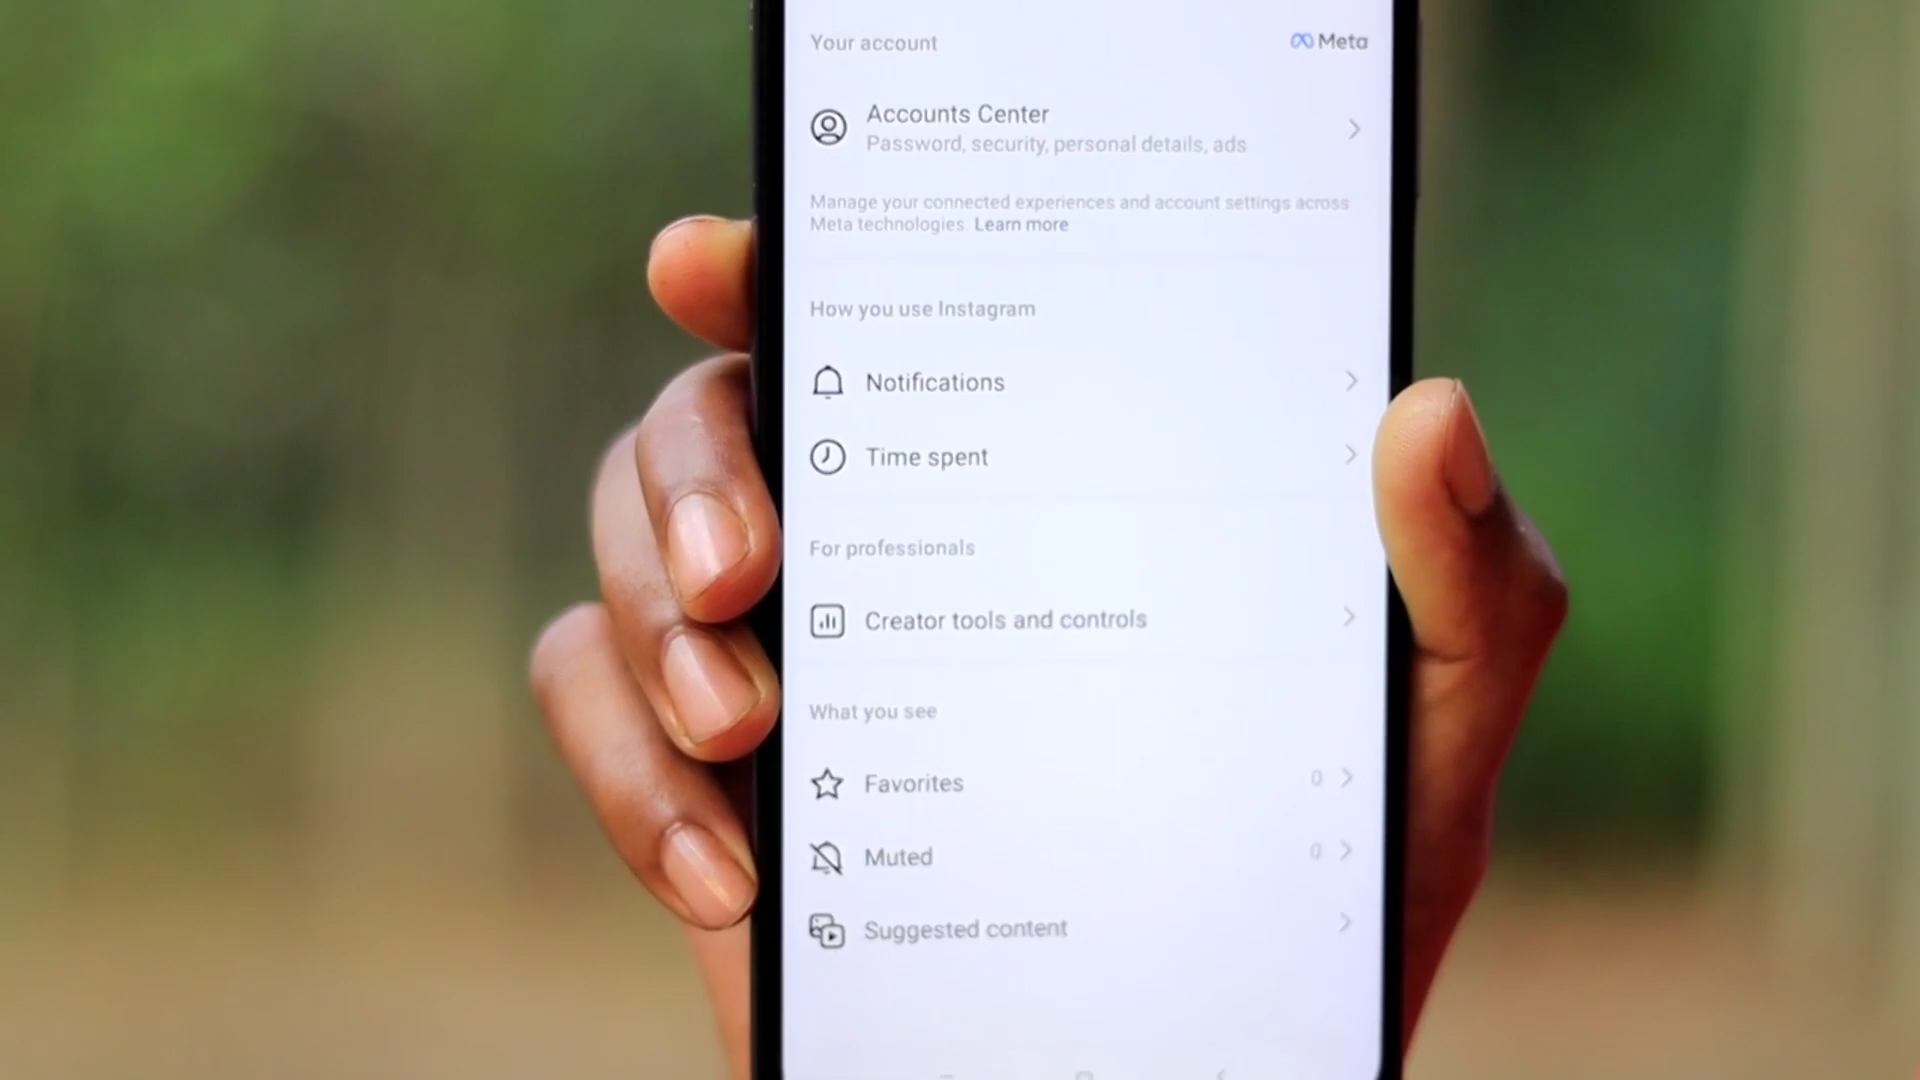 Your account
Meta
Accounts Center
Password, security, personal details, ads
Manage your connected experiences and account settings across
Meta technologies. Learn more
How you use Instagram
Notifications
Time spent
For professionals
Creator tools and controls
What you see
Favorites 0
Muted 0
Suggested content